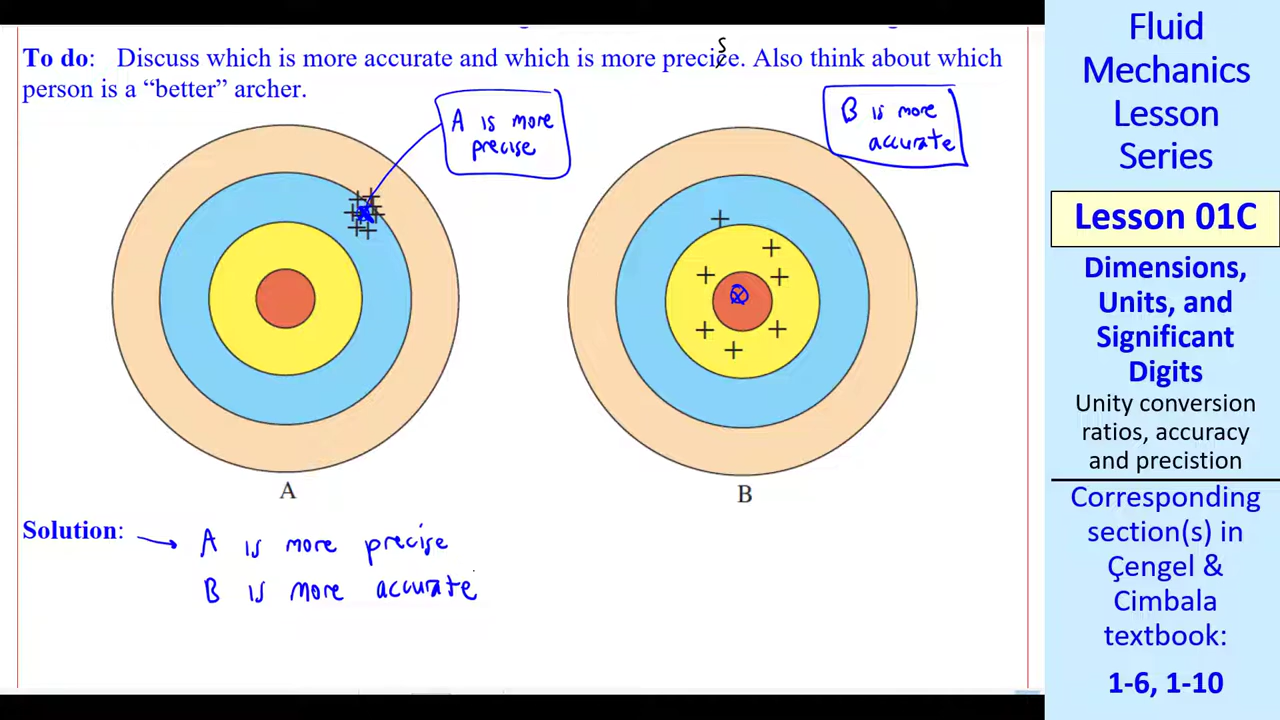 To do: Discuss which is more accurate and which is more precice. Also think about which
s
person is a “better” archer.
A is more
precise
B is more
accurate
A
B
Solution:
A is more precise
B is more accurate
Fluid
Mechanics
Lesson
Series
Lesson 01C
Dimensions,
Units, and
Significant
Digits
Unity conversion
ratios, accuracy
and precistion
Corresponding
section(s) in
Çengel &
Cimbala
textbook:
1-6, 1-10